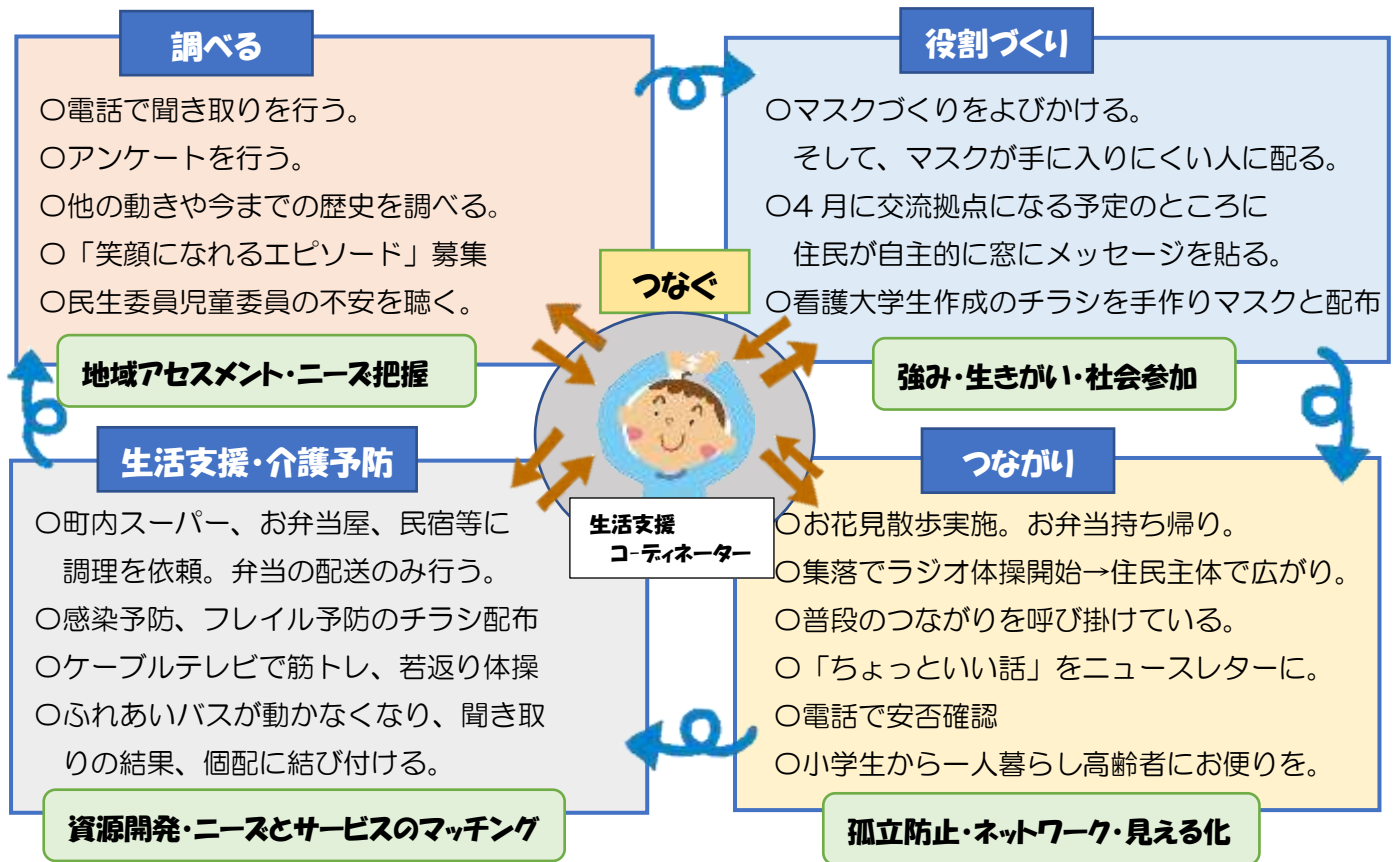 調べる
〇電話で聞き取りを行う。
〇アンケートを行う。
〇他の動きや今までの歴史を調べる。
〇「笑顔になれるエピソード」募集
〇民生委員児童委員の不安を聴く。
地域アセスメント・ニーズ把握
役割づくり
〇マスクづくりをよびかける。
そして、マスクが手に入りにくい人に配る。
〇4月に交流拠点になる予定のところに
住民が自主的に窓にメッセージを貼る。
〇看護大学生作成のチラシを手作りマスクと配布
強み・生きがい・社会参加
つなぐ
生活支援
コーディネーター
生活支援・介護予防
〇町内スーパー、お弁当屋、民宿等に
調理を依頼。弁当の配送のみ行う。
〇感染予防、フレイル予防のチラシ配布
〇ケーブルテレビで筋トレ、若返り体操
〇ふれあいバスが動かなくなり、聞き取
りの結果、個配に結び付ける。
資源開発・ニーズとサービスのマッチング
つながり
〇お花見散歩実施。お弁当持ち帰り。
〇集落でラジオ体操開始→住民主体で広がり。
〇普段のつながりを呼び掛けている。
〇「ちょっといい話」をニュースレターに。
〇電話で安否確認
〇小学生から一人暮らし高齢者にお便りを。
孤立防止・ネットワーク・見える化